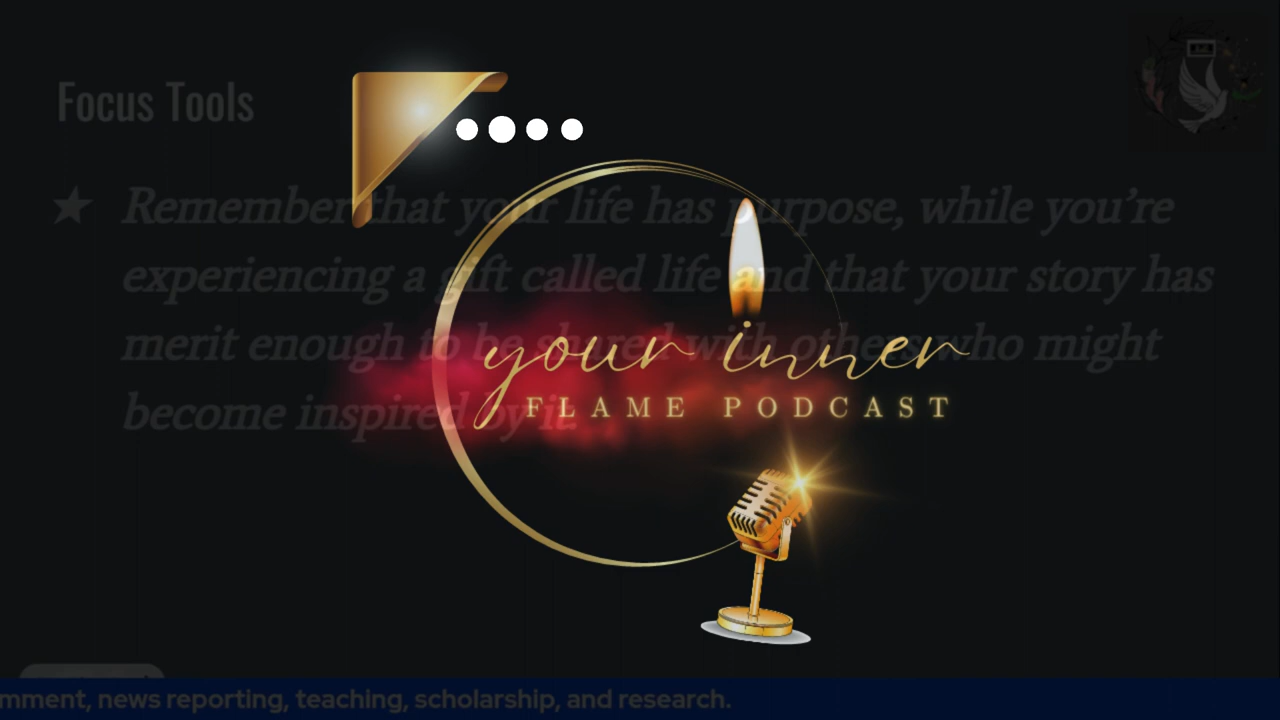 Focus Tools
Remember that your life has purpose, while you’re
experiencing a gift called life and that your story has
merit enough to be shared with others who might
become inspired by it.
your inner
FLAME PODCAST
mment, news reporting, teaching, scholarship, and research.